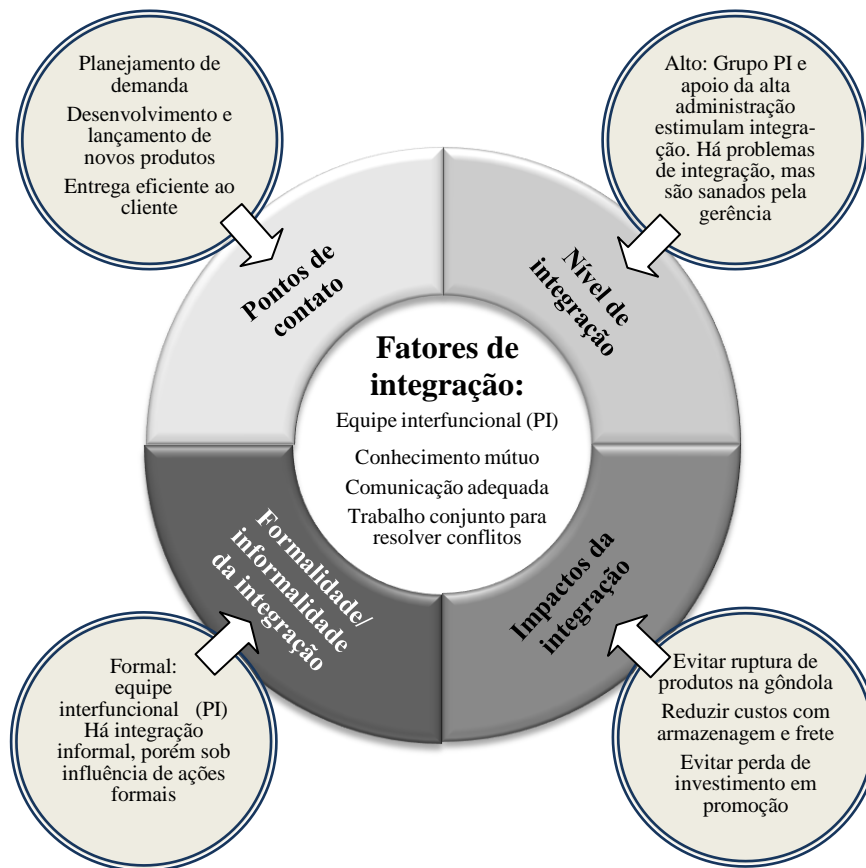 Planejamento de
demanda
Desenvolvimento e
lançamento de
novos produtos
Entrega eficiente ao
cliente
Alto: Grupo PI e
apoio da alta
administração
estimulam integra-
ção. Há problemas
de integração, mas
são sanados pela
gerência
Pontos de
contato
Nível de
integração
Fatores de
integração:
Equipe interfuncional (PI)
Conhecimento mútuo
Comunicação adequada
Trabalho conjunto para
resolver conflitos
Formalidade/
informalidade
da integração
Impactos da
integração
Formal:
equipe
interfuncional (PI)
Há integração
informal, porém sob
influência de ações
formais
Evitar ruptura de
produtos na gôndola
Reduzir custos com
armazenagem e frete
Evitar perda de
investimento em
promoção